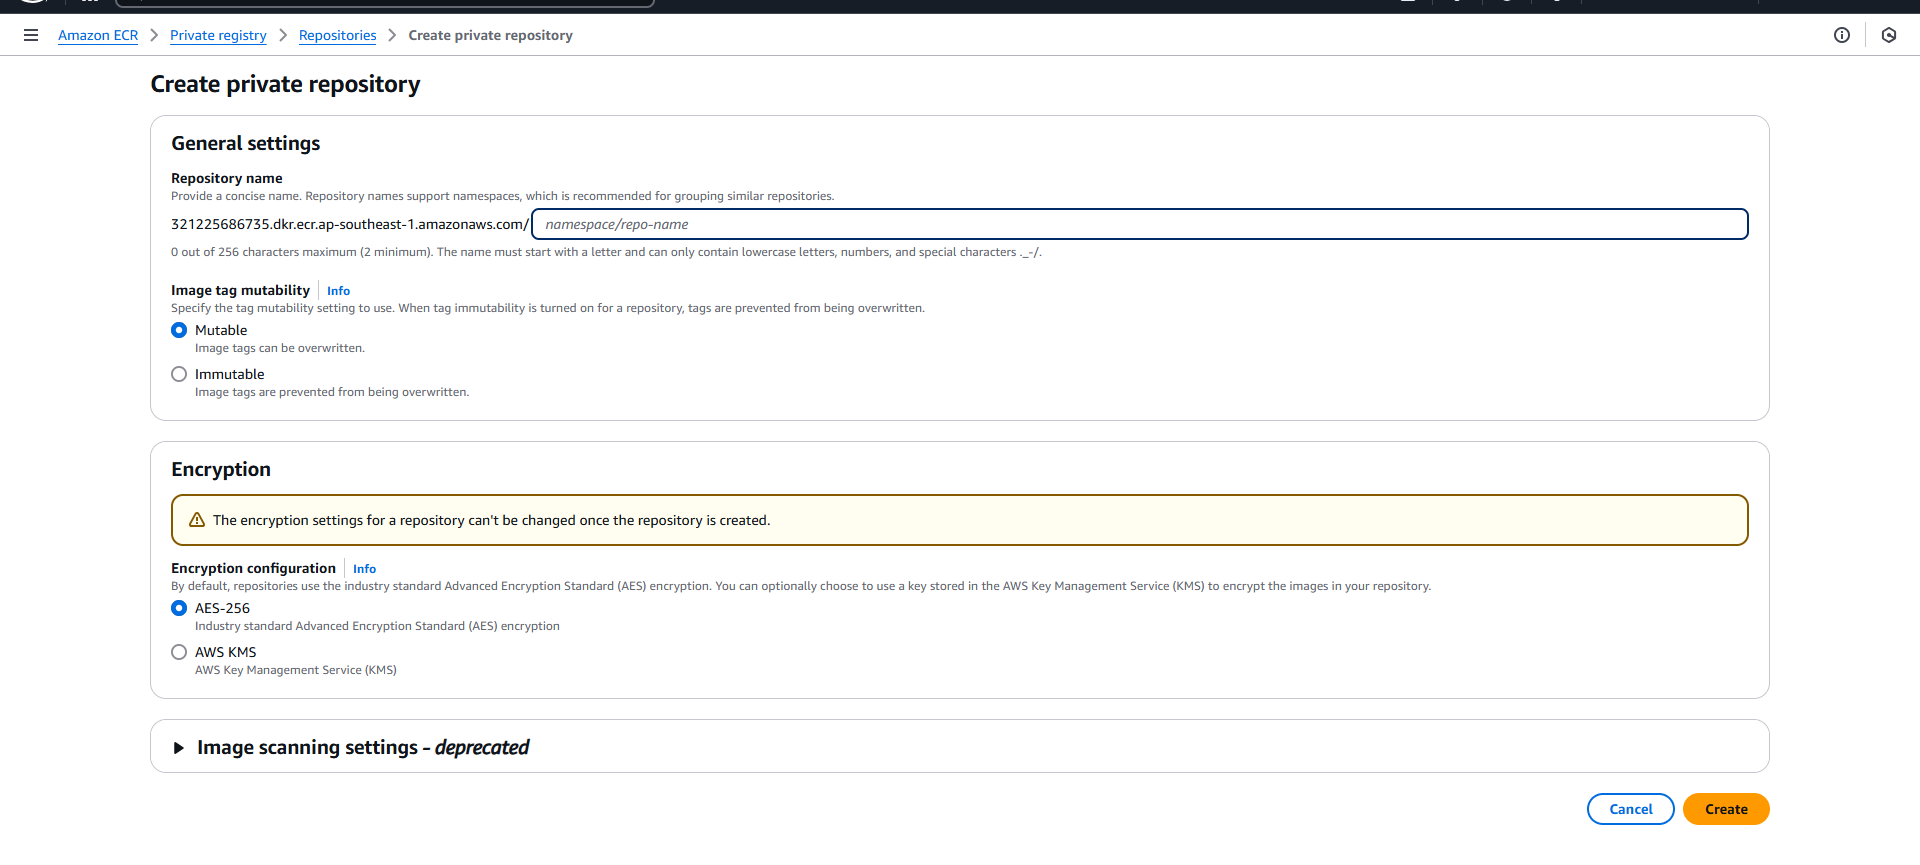 Amazon ECR > Private registry > Repositories > Create private repository
Create private repository
General settings
Repository name
Provide a concise name. Repository names support namespaces, which is recommended for grouping similar repositories.
321225686735.dkr.ecr.ap-southeast-1.amazonaws.com/ namespace/repo-name
0 out of 256 characters maximum (2 minimum). The name must start with a letter and can only contain lowercase letters, numbers, and special characters ._-/.
Image tag mutability Info
Specify the tag mutability setting to use. When tag immutability is turned on for a repository, tags are prevented from being overwritten.
Mutable
Image tags can be overwritten.
Immutable
Image tags are prevented from being overwritten.
Encryption
The encryption settings for a repository can't be changed once the repository is created.
Encryption configuration Info
By default, repositories use the industry standard Advanced Encryption Standard (AES) encryption. You can optionally choose to use a key stored in the AWS Key Management Service (KMS) to encrypt the images in your repository.
AES-256
Industry standard Advanced Encryption Standard (AES) encryption
AWS KMS
AWS Key Management Service (KMS)
Image scanning settings - deprecated
Cancel Create